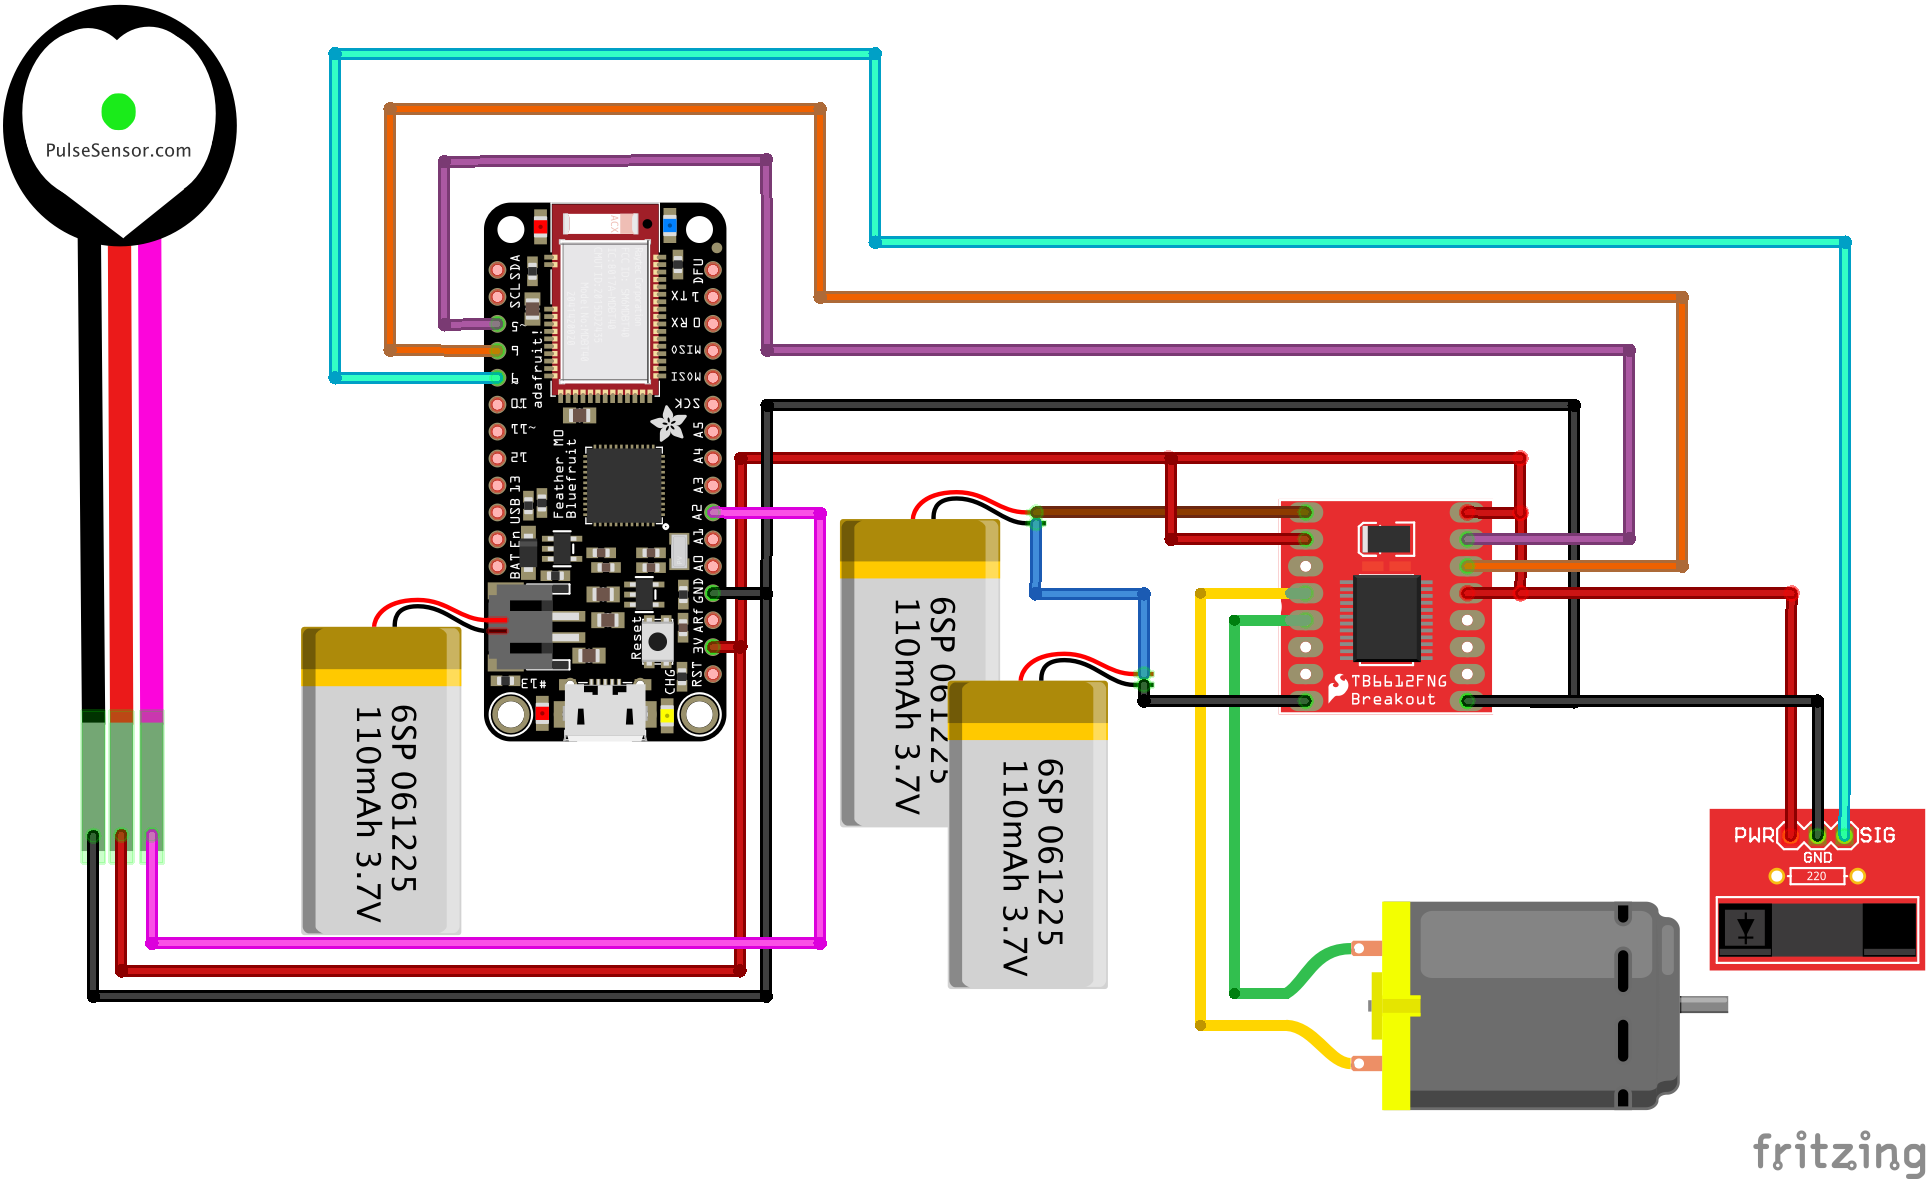 PulseSensor.com
SDA
SCL
~5
6
9
10
~11
12
13
USB
En
BAT
adafruit!
Feather M0
Bluefruit
DFU
TX 1
RX 0
MISO
MOSI
SCK
A5
A4
A3
A2
A1
A0
GND
ARf
3V
RST
Reset
CHG
#13
6SP 061225
110mAh 3.7V
6SP 061225
110mAh 3.7V
6SP 061225
110mAh 3.7V
TB6612FNG
Breakout
PWR
SIG
GND
220
fritzing